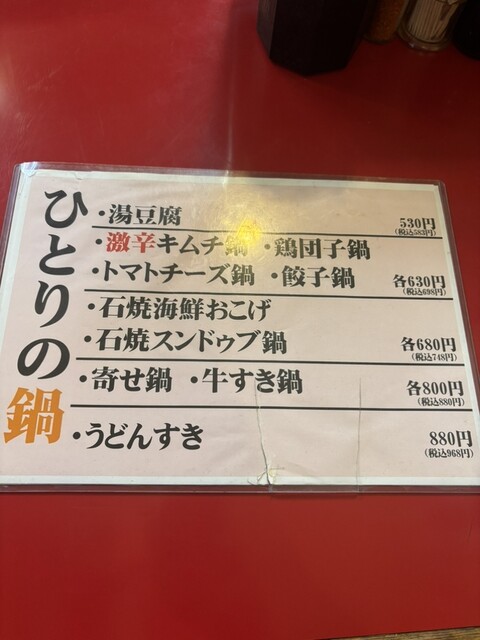 ひとりの鍋
・湯豆腐 530円
(税込583円)
・激辛キムチ鍋 ・鶏団子鍋
・トマトチーズ鍋 ・餃子鍋 各630円
(税込698円)
・石焼海鮮おこげ
・石焼スンドゥブ鍋 各680円
(税込748円)
・寄せ鍋 ・牛すき鍋 各800円
(税込880円)
・うどんすき 880円
(税込968円)